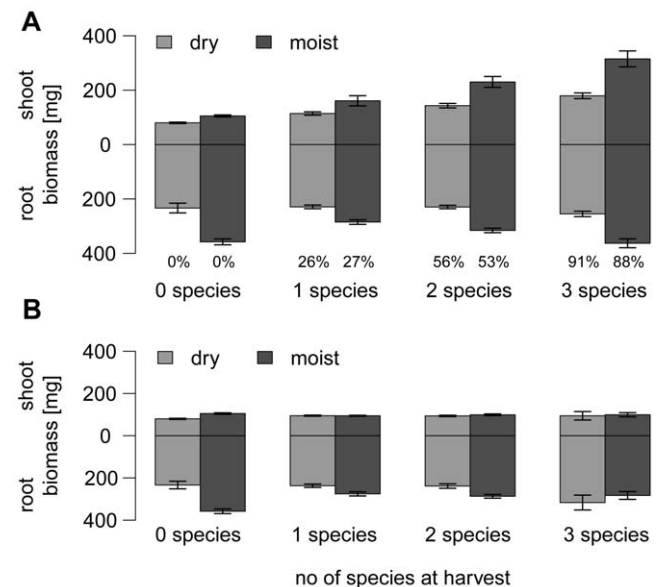 A
400
200
0
200
400
shoot
root
biomass [mg]
dry
moist
0% 0% 26% 27% 56% 53% 91% 88%
0 species 1 species 2 species 3 species
B
400
200
0
200
400
shoot
root
biomass [mg]
dry
moist
0 species 1 species 2 species 3 species
no of species at harvest